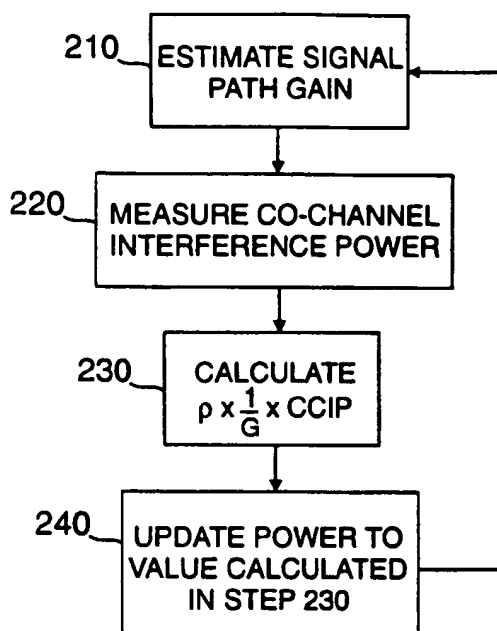 210
ESTIMATE SIGNAL
PATH GAIN
220
MEASURE CO-CHANNEL
INTERFERENCE POWER
230
CALCULATE
ρ x 1/G x CCIP
240
UPDATE POWER TO
VALUE CALCULATED
IN STEP 230